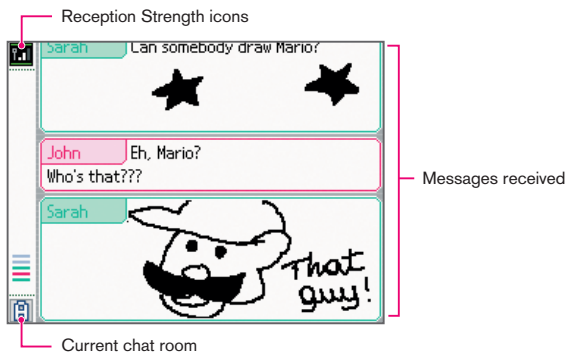 Reception Strength icons
Sarah Can somebody draw Mario?
John Eh, Mario?
Who's that???
Messages received
Sarah
That
guy!
Current chat room